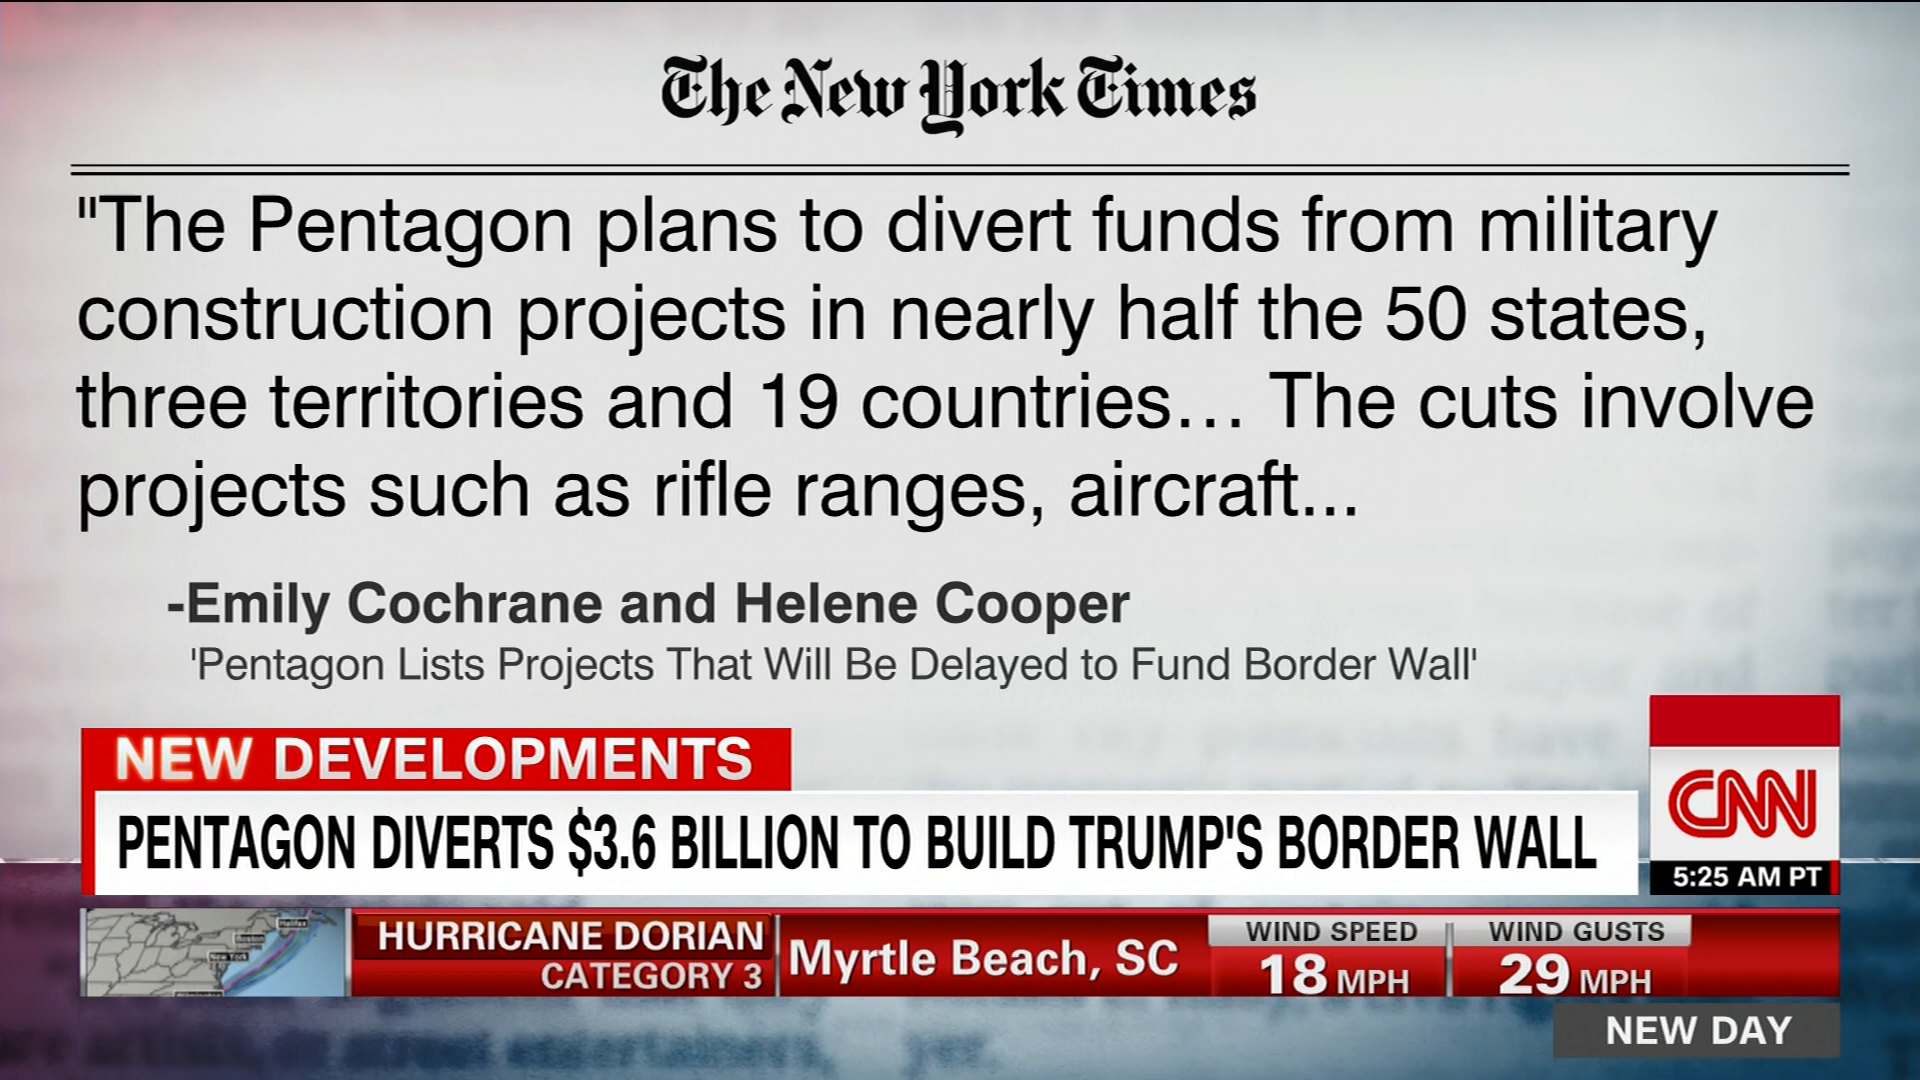 The New York Times
"The Pentagon plans to divert funds from military
construction projects in nearly half the 50 states,
three territories and 19 countries… The cuts involve
projects such as rifle ranges, aircraft...
-Emily Cochrane and Helene Cooper
'Pentagon Lists Projects That Will Be Delayed to Fund Border Wall'
NEW DEVELOPMENTS
PENTAGON DIVERTS $3.6 BILLION TO BUILD TRUMP'S BORDER WALL
CNN
5:25 AM PT
Halifax
Boston
New York
HURRICANE DORIAN
CATEGORY 3
Myrtle Beach, SC
WIND SPEED
18 MPH
WIND GUSTS
29 MPH
NEW DAY